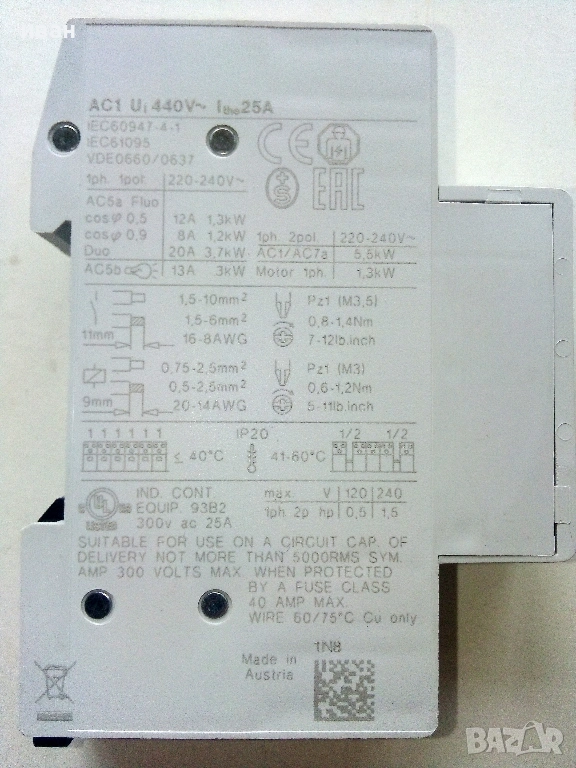 иван
AC1 Ui 440V~ Ithe 25A
IEC60947-4-1
IEC61095
VDE0660/0637
CE
EAC
1ph. 1pol. 220-240V~
AC5a Fluo
cosφ 0,5 12A 1,3kW
cosφ 0,9 8A 1,2kW
Duo 20A 3,7kW
AC5b 13A 3kW
1ph. 2pol. 220-240V~
AC1/AC7a 5,5kW
Motor 1ph. 1,3kW
1,5-10mm²
1,5-6mm²
11mm 16-8AWG
Pz1 (M3,5)
0,8-1,4Nm
7-12lb.inch
0,75-2,5mm²
0,5-2,5mm²
9mm 20-14AWG
Pz1 (M3)
0,6-1,2Nm
5-11lb.inch
1 1 1 1 1 1 IP20 1/2 1/2
≤ 40°C 41-60°C
UL
IND. CONT
EQUIP. 93B2
300v ac 25A
max. V 120 240
1ph. 2p hp 0,5 1,5
SUITABLE FOR USE ON A CIRCUIT CAP. OF
DELIVERY NOT MORE THAN 5000RMS SYM.
AMP 300 VOLTS MAX. WHEN PROTECTED
BY A FUSE CLASS
40 AMP MAX.
WIRE 60/75°C Cu only
1N8
Made in
Austria
BAZAR